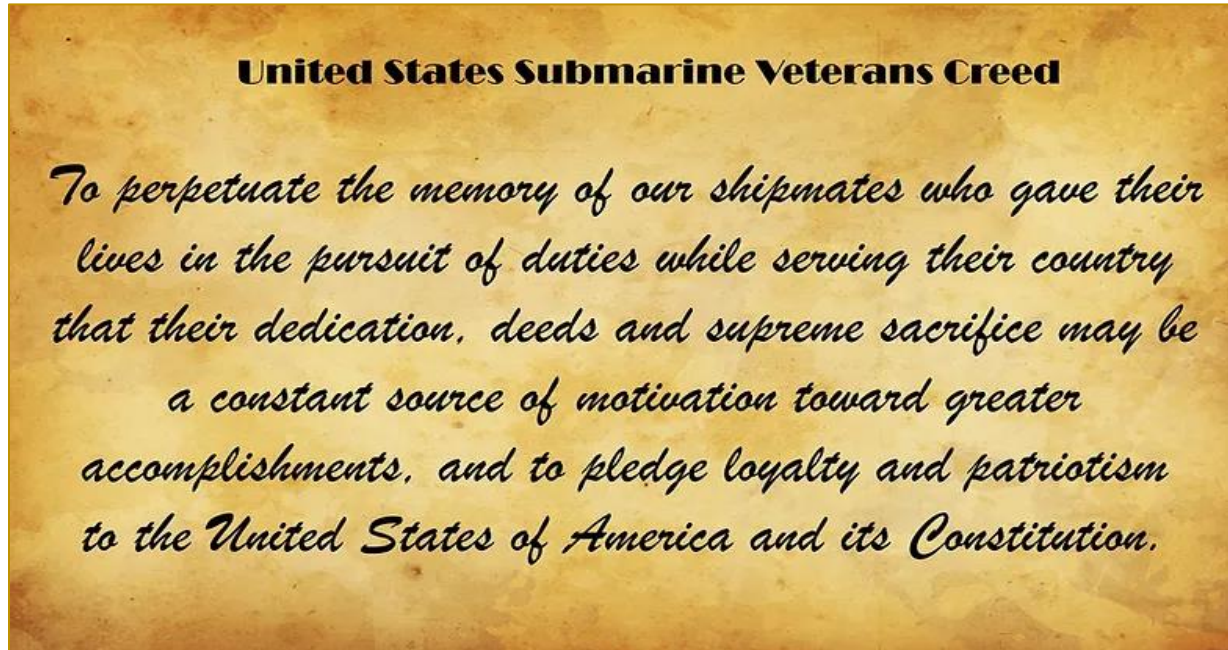 United States Submarine Veterans Creed
To perpetuate the memory of our shipmates who gave their
lives in the pursuit of duties while serving their country
that their dedication, deeds and supreme sacrifice may be
a constant source of motivation toward greater
accomplishments, and to pledge loyalty and patriotism
to the United States of America and its Constitution.